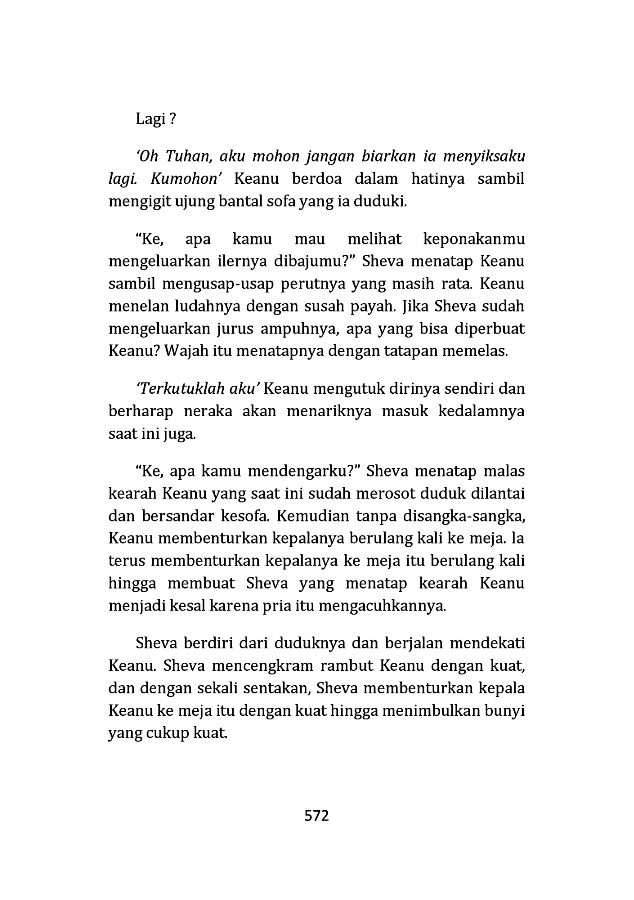 Lagi ?
‘Oh Tuhan, aku mohon jangan biarkan ia menyiksaku
lagi. Kumohon’ Keanu berdoa dalam hatinya sambil
mengigit ujung bantal sofa yang ia duduki.
“Ke, apa kamu mau melihat keponakanmu
mengeluarkan ilernya dibajumu?” Sheva menatap Keanu
sambil mengusap-usap perutnya yang masih rata. Keanu
menelan ludahnya dengan susah payah. Jika Sheva sudah
mengeluarkan jurus ampuhnya, apa yang bisa diperbuat
Keanu? Wajah itu menatapnya dengan tatapan memelas.
‘Terkutuklah aku’ Keanu mengutuk dirinya sendiri dan
berharap neraka akan menariknya masuk kedalamnya
saat ini juga.
“Ke, apa kamu mendengarku?” Sheva menatap malas
kearah Keanu yang saat ini sudah merosot duduk dilantai
dan bersandar kesofa. Kemudian tanpa disangka-sangka,
Keanu membenturkan kepalanya berulang kali ke meja. Ia
terus membenturkan kepalanya ke meja itu berulang kali
hingga membuat Sheva yang menatap kearah Keanu
menjadi kesal karena pria itu mengacuhkannya.
Sheva berdiri dari duduknya dan berjalan mendekati
Keanu. Sheva mencengkram rambut Keanu dengan kuat,
dan dengan sekali sentakan, Sheva membenturkan kepala
Keanu ke meja itu dengan kuat hingga menimbulkan bunyi
yang cukup kuat.
572